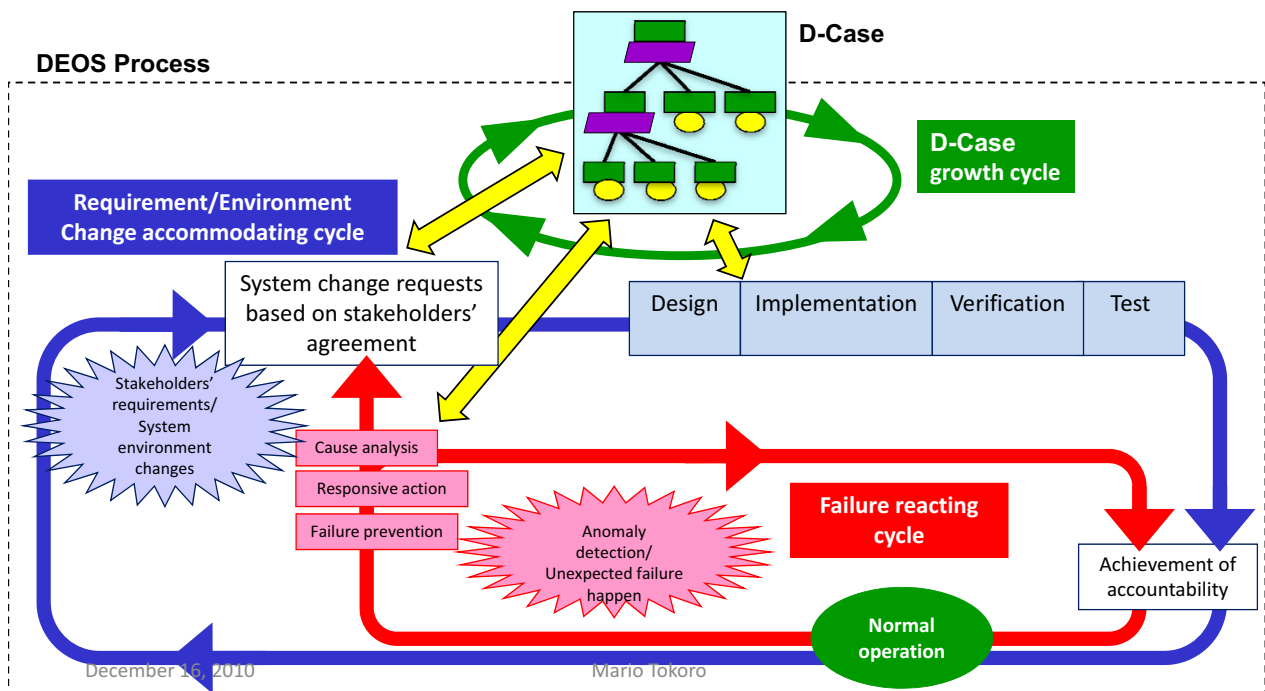 D-Case
DEOS Process
D-Case
growth cycle
Requirement/Environment
Change accommodating cycle
System change requests
based on stakeholders’
agreement
Design
Implementation
Verification
Test
Stakeholders’
requirements/
System
environment
changes
Cause analysis
Responsive action
Failure prevention
Anomaly
detection/
Unexpected failure
happen
Failure reacting
cycle
Achievement of
accountability
Normal
operation
December 16, 2010
Mario Tokoro